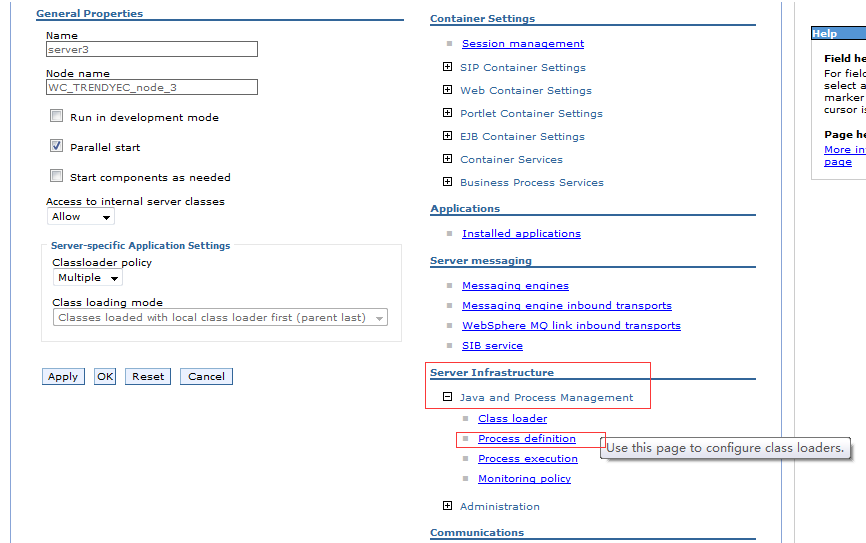 General Properties
Name
server3
Node name
WC_TRENDYEC_node_3
Run in development mode
Parallel start
Start components as needed
Access to internal server classes
Allow
Server-specific Application Settings
Classloader policy
Multiple
Class loading mode
Classes loaded with local class loader first (parent last)
Apply
OK
Reset
Cancel
Container Settings
Session management
SIP Container Settings
Web Container Settings
Portlet Container Settings
EJB Container Settings
Container Services
Business Process Services
Applications
Installed applications
Server messaging
Messaging engines
Messaging engine inbound transports
WebSphere MQ link inbound transports
SIB service
Server Infrastructure
Java and Process Management
Class loader
Process definition
Use this page to configure class loaders.
Process execution
Monitoring policy
Administration
Communications
Help
Field he
For field
select a
marker
cursor is
Page he
More in
page